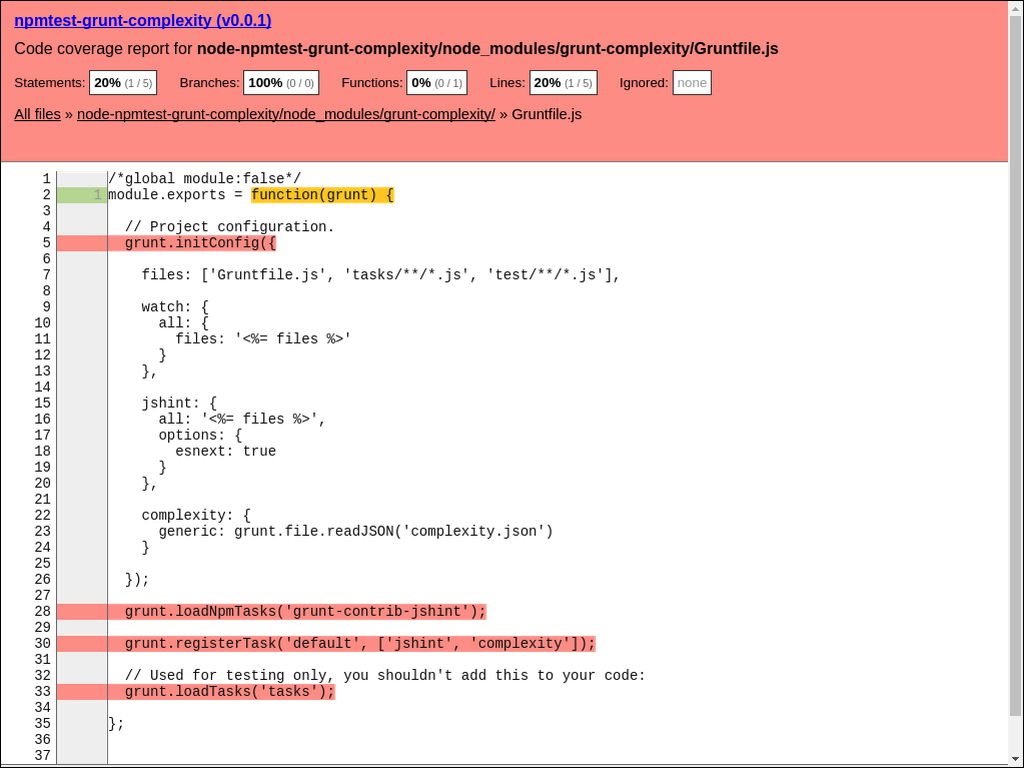 npmtest-grunt-complexity (v0.0.1)
Code coverage report for node-npmtest-grunt-complexity/node_modules/grunt-complexity/Gruntfile.js
Statements: 20% (1 / 5) Branches: 100% (0 / 0) Functions: 0% (0 / 1) Lines: 20% (1 / 5) Ignored: none
All files » node-npmtest-grunt-complexity/node_modules/grunt-complexity/ » Gruntfile.js
1 /*global module:false*/
2 1 module.exports = function(grunt) {
3
4 // Project configuration.
5 grunt.initConfig({
6
7 files: ['Gruntfile.js', 'tasks/**/*.js', 'test/**/*.js'],
8
9 watch: {
10 all: {
11 files: '<%= files %>'
12 }
13 },
14
15 jshint: {
16 all: '<%= files %>',
17 options: {
18 esnext: true
19 }
20 },
21
22 complexity: {
23 generic: grunt.file.readJSON('complexity.json')
24 }
25
26 });
27
28 grunt.loadNpmTasks('grunt-contrib-jshint');
29
30 grunt.registerTask('default', ['jshint', 'complexity']);
31
32 // Used for testing only, you shouldn't add this to your code:
33 grunt.loadTasks('tasks');
34
35 };
36
37